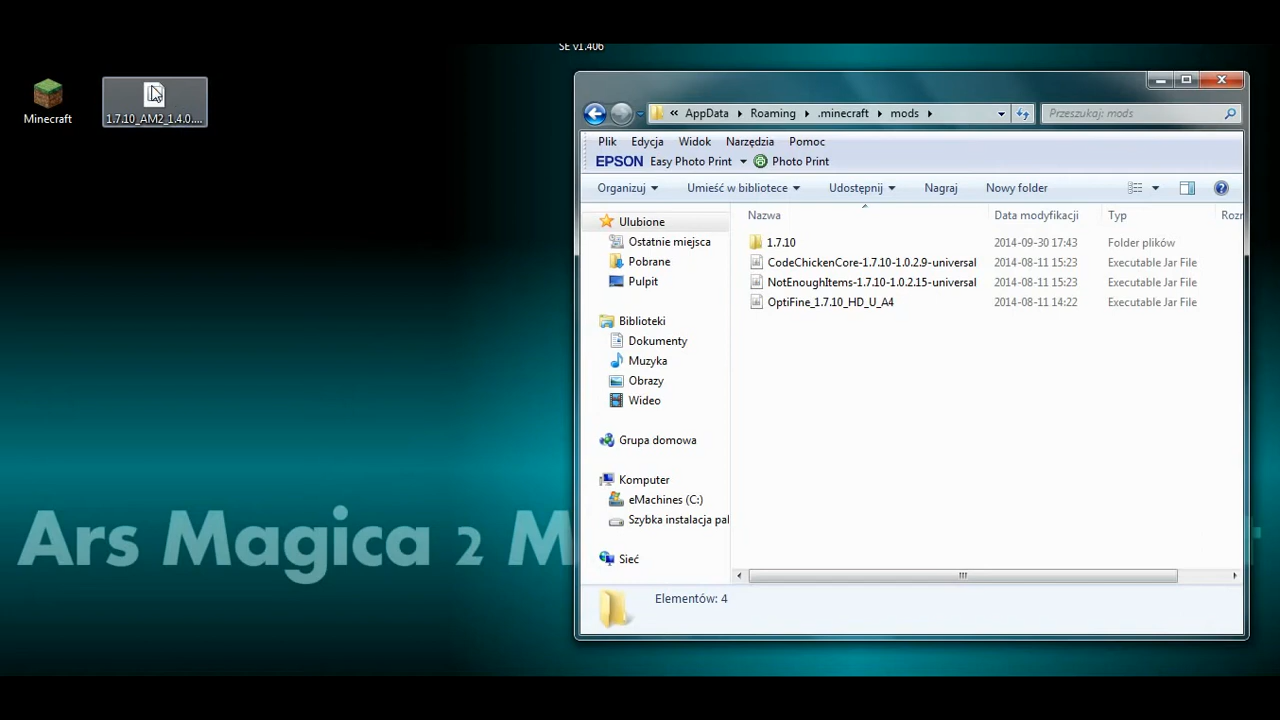 SE v1.406
Minecraft
1.7.10_AM2_1.4.0....
« AppData Roaming .minecraft mods
Przeszukaj: mods
Plik Edycja Widok Narzędzia Pomoc
EPSON Easy Photo Print Photo Print
Organizuj Umieść w bibliotece Udostępnij Nagraj Nowy folder
Nazwa Data modyfikacji Typ Rozr
Ulubione
Ostatnie miejsca
Pobrane
Pulpit
Biblioteki
Dokumenty
Muzyka
Obrazy
Wideo
Grupa domowa
Komputer
eMachines (C:)
Szybka instalacja pal
Sieć
1.7.10 2014-09-30 17:43 Folder plików
CodeChickenCore-1.7.10-1.0.2.9-universal 2014-08-11 15:23 Executable Jar File
NotEnoughItems-1.7.10-1.0.2.15-universal 2014-08-11 15:23 Executable Jar File
OptiFine_1.7.10_HD_U_A4 2014-08-11 14:22 Executable Jar File
Elementów: 4
Ars Magica 2 M